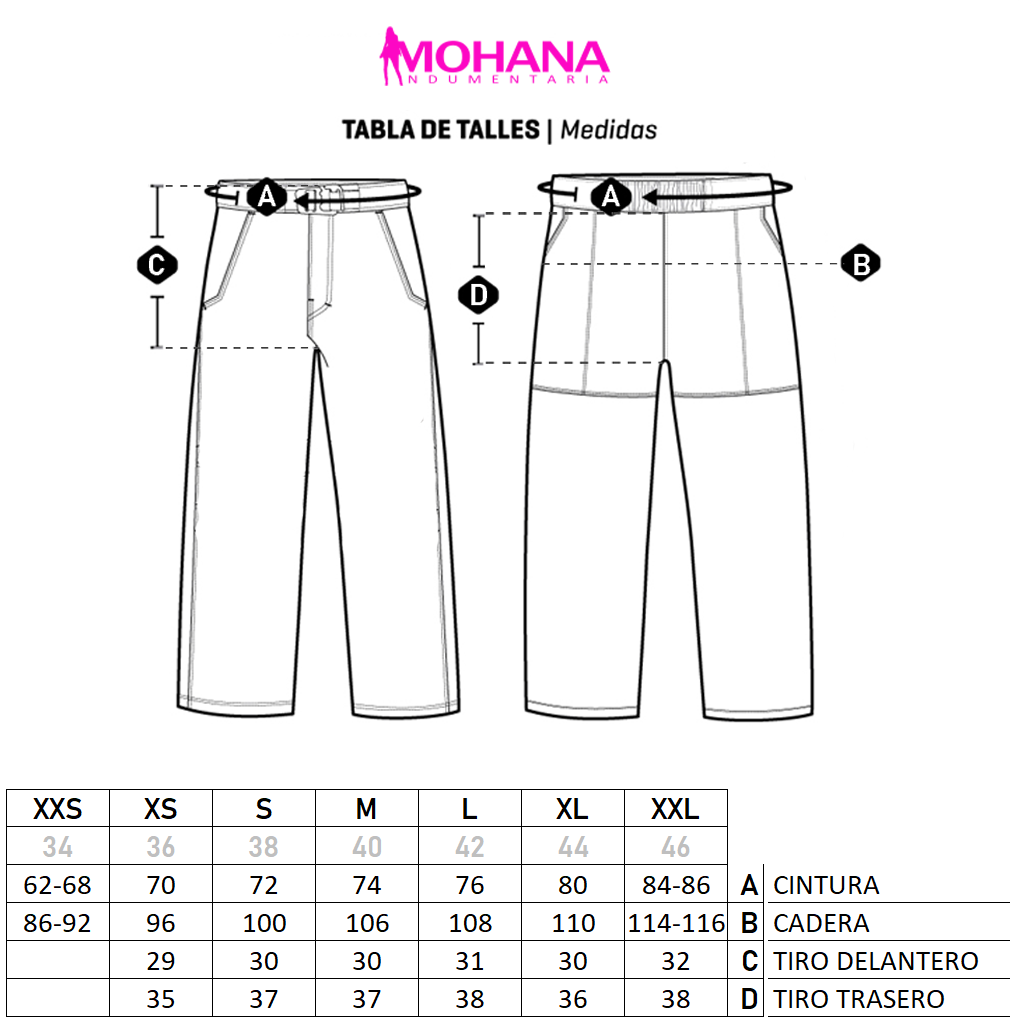 MOHANA
INDUMENTARIA
TABLA DE TALLES | Medidas
A
A
C
B
D
XXS XS S M L XL XXL
34 36 38 40 42 44 46
62-68 70 72 74 76 80 84-86 A CINTURA
86-92 96 100 106 108 110 114-116 B CADERA
29 30 30 31 30 32 C TIRO DELANTERO
35 37 37 38 36 38 D TIRO TRASERO